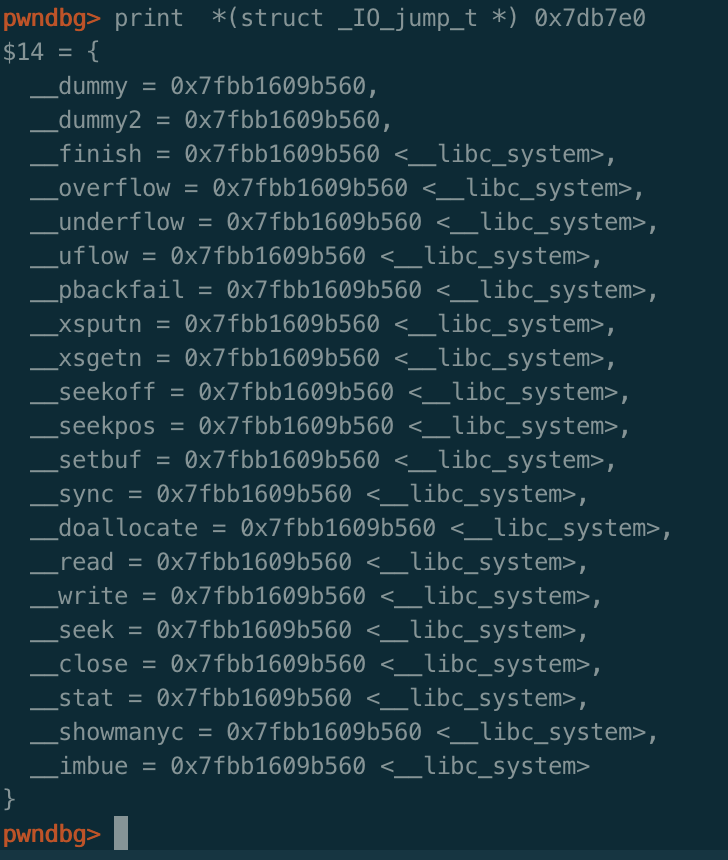 pwndbg> print  *(struct _IO_jump_t *) 0x7db7e0
$14 = {
  __dummy = 0x7fbb1609b560,
  __dummy2 = 0x7fbb1609b560,
  __finish = 0x7fbb1609b560 <__libc_system>,
  __overflow = 0x7fbb1609b560 <__libc_system>,
  __underflow = 0x7fbb1609b560 <__libc_system>,
  __uflow = 0x7fbb1609b560 <__libc_system>,
  __pbackfail = 0x7fbb1609b560 <__libc_system>,
  __xsputn = 0x7fbb1609b560 <__libc_system>,
  __xsgetn = 0x7fbb1609b560 <__libc_system>,
  __seekoff = 0x7fbb1609b560 <__libc_system>,
  __seekpos = 0x7fbb1609b560 <__libc_system>,
  __setbuf = 0x7fbb1609b560 <__libc_system>,
  __sync = 0x7fbb1609b560 <__libc_system>,
  __doallocate = 0x7fbb1609b560 <__libc_system>,
  __read = 0x7fbb1609b560 <__libc_system>,
  __write = 0x7fbb1609b560 <__libc_system>,
  __seek = 0x7fbb1609b560 <__libc_system>,
  __close = 0x7fbb1609b560 <__libc_system>,
  __stat = 0x7fbb1609b560 <__libc_system>,
  __showmanyc = 0x7fbb1609b560 <__libc_system>,
  __imbue = 0x7fbb1609b560 <__libc_system>
}
pwndbg>